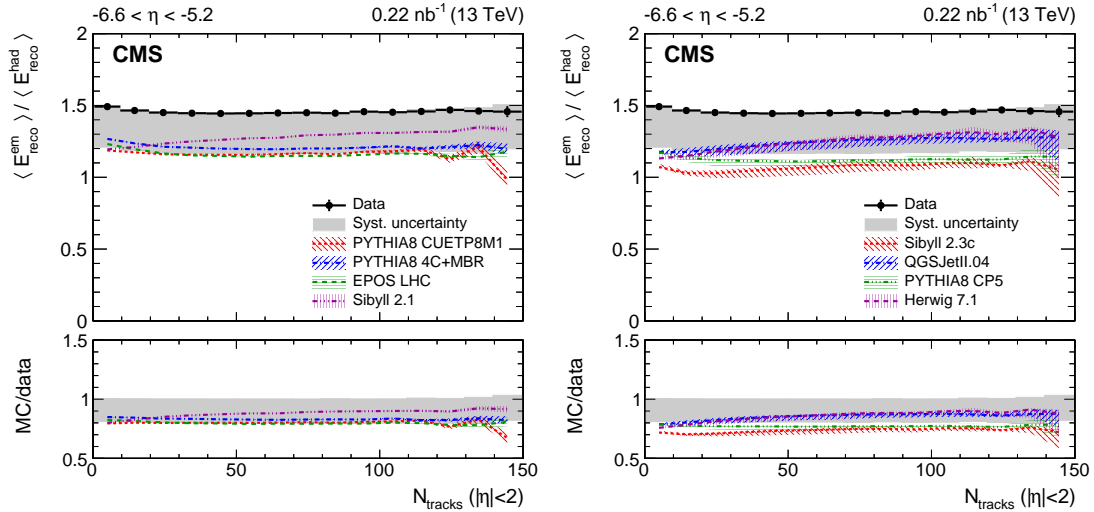 -6.6 < η < -5.2 0.22 nb⁻¹ (13 TeV)
CMS
⟨ E^em_reco ⟩ / ⟨ E^had_reco ⟩
2
1.5
1
0.5
0
Data
Syst. uncertainty
PYTHIA8 CUETP8M1
PYTHIA8 4C+MBR
EPOS LHC
Sibyll 2.1
MC/data
1.5
1
0.5
0 50 100 150
N_tracks (|η|<2)
-6.6 < η < -5.2 0.22 nb⁻¹ (13 TeV)
CMS
⟨ E^em_reco ⟩ / ⟨ E^had_reco ⟩
2
1.5
1
0.5
0
Data
Syst. uncertainty
Sibyll 2.3c
QGSJetII.04
PYTHIA8 CP5
Herwig 7.1
MC/data
1.5
1
0.5
0 50 100 150
N_tracks (|η|<2)